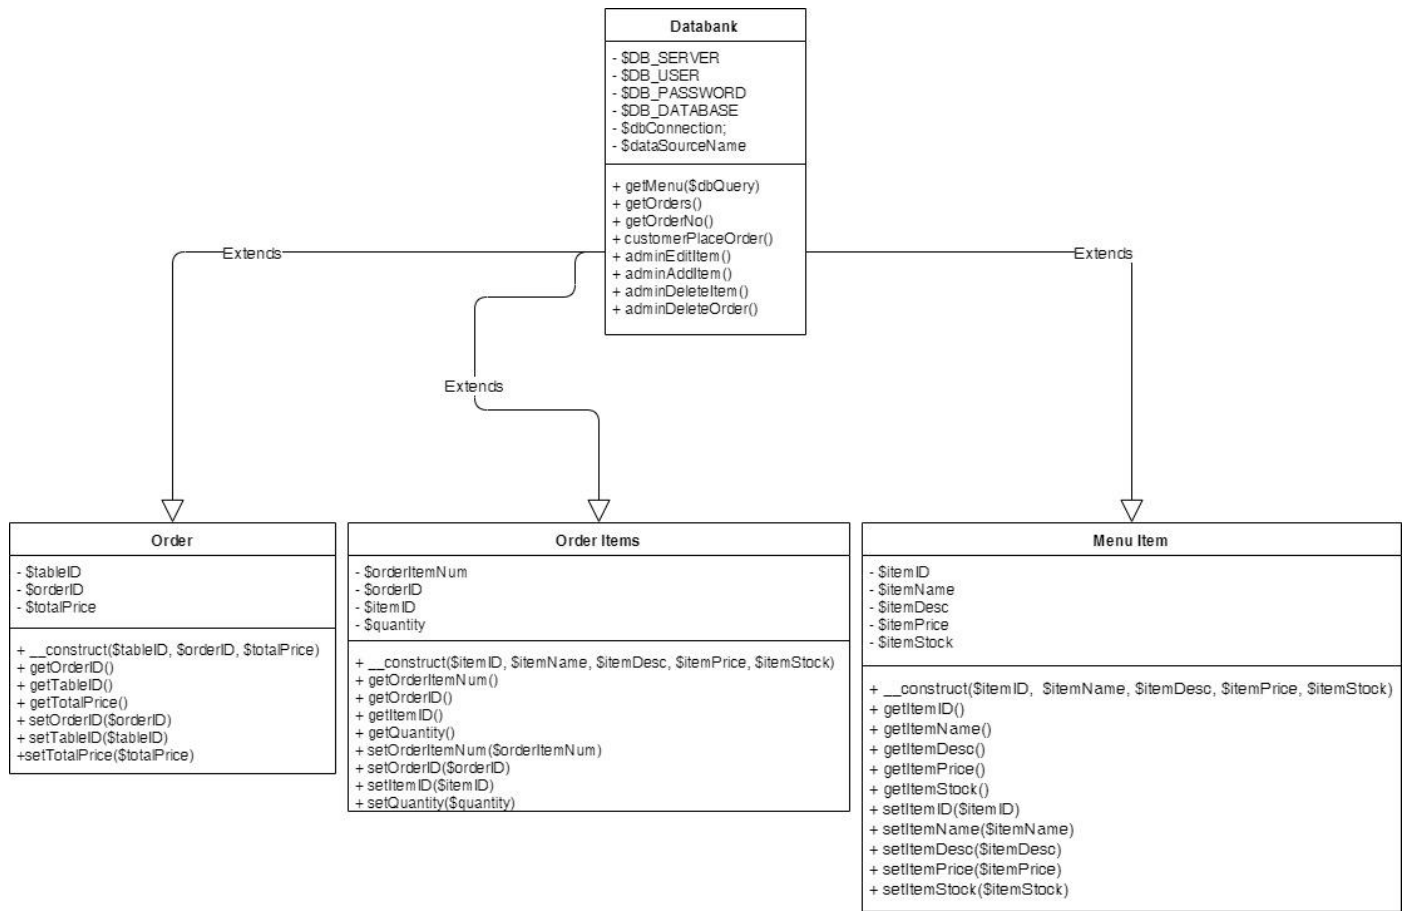 Databank
- $DB_SERVER
- $DB_USER
- $DB_PASSWORD
- $DB_DATABASE
- $dbConnection;
- $dataSourceName
+ getMenu($dbQuery)
+ getOrders()
+ getOrderNo()
+ customerPlaceOrder()
+ adminEditItem()
+ adminAddItem()
+ adminDeleteItem()
+ adminDeleteOrder()
Extends
Extends
Extends
Order
- $tableID
- $orderID
- $totalPrice
+ __construct($tableID, $orderID, $totalPrice)
+ getOrderID()
+ getTableID()
+ getTotalPrice()
+ setOrderID($orderID)
+ setTableID($tableID)
+setTotalPrice($totalPrice)
Order Items
- $orderItemNum
- $orderID
- $itemID
- $quantity
+ __construct($itemID, $itemName, $itemDesc, $itemPrice, $itemStock)
+ getOrderItemNum()
+ getOrderID()
+ getItemID()
+ getQuantity()
+ setOrderItemNum($orderItemNum)
+ setOrderID($orderID)
+ setItemID($itemID)
+ setQuantity($quantity)
Menu Item
- $itemID
- $itemName
- $itemDesc
- $itemPrice
- $itemStock
+ __construct($itemID, $itemName, $itemDesc, $itemPrice, $itemStock)
+ getItemID()
+ getItemName()
+ getItemDesc()
+ getItemPrice()
+ getItemStock()
+ setItemID($itemID)
+ setItemName($itemName)
+ setItemDesc($itemDesc)
+ setItemPrice($itemPrice)
+ setItemStock($itemStock)